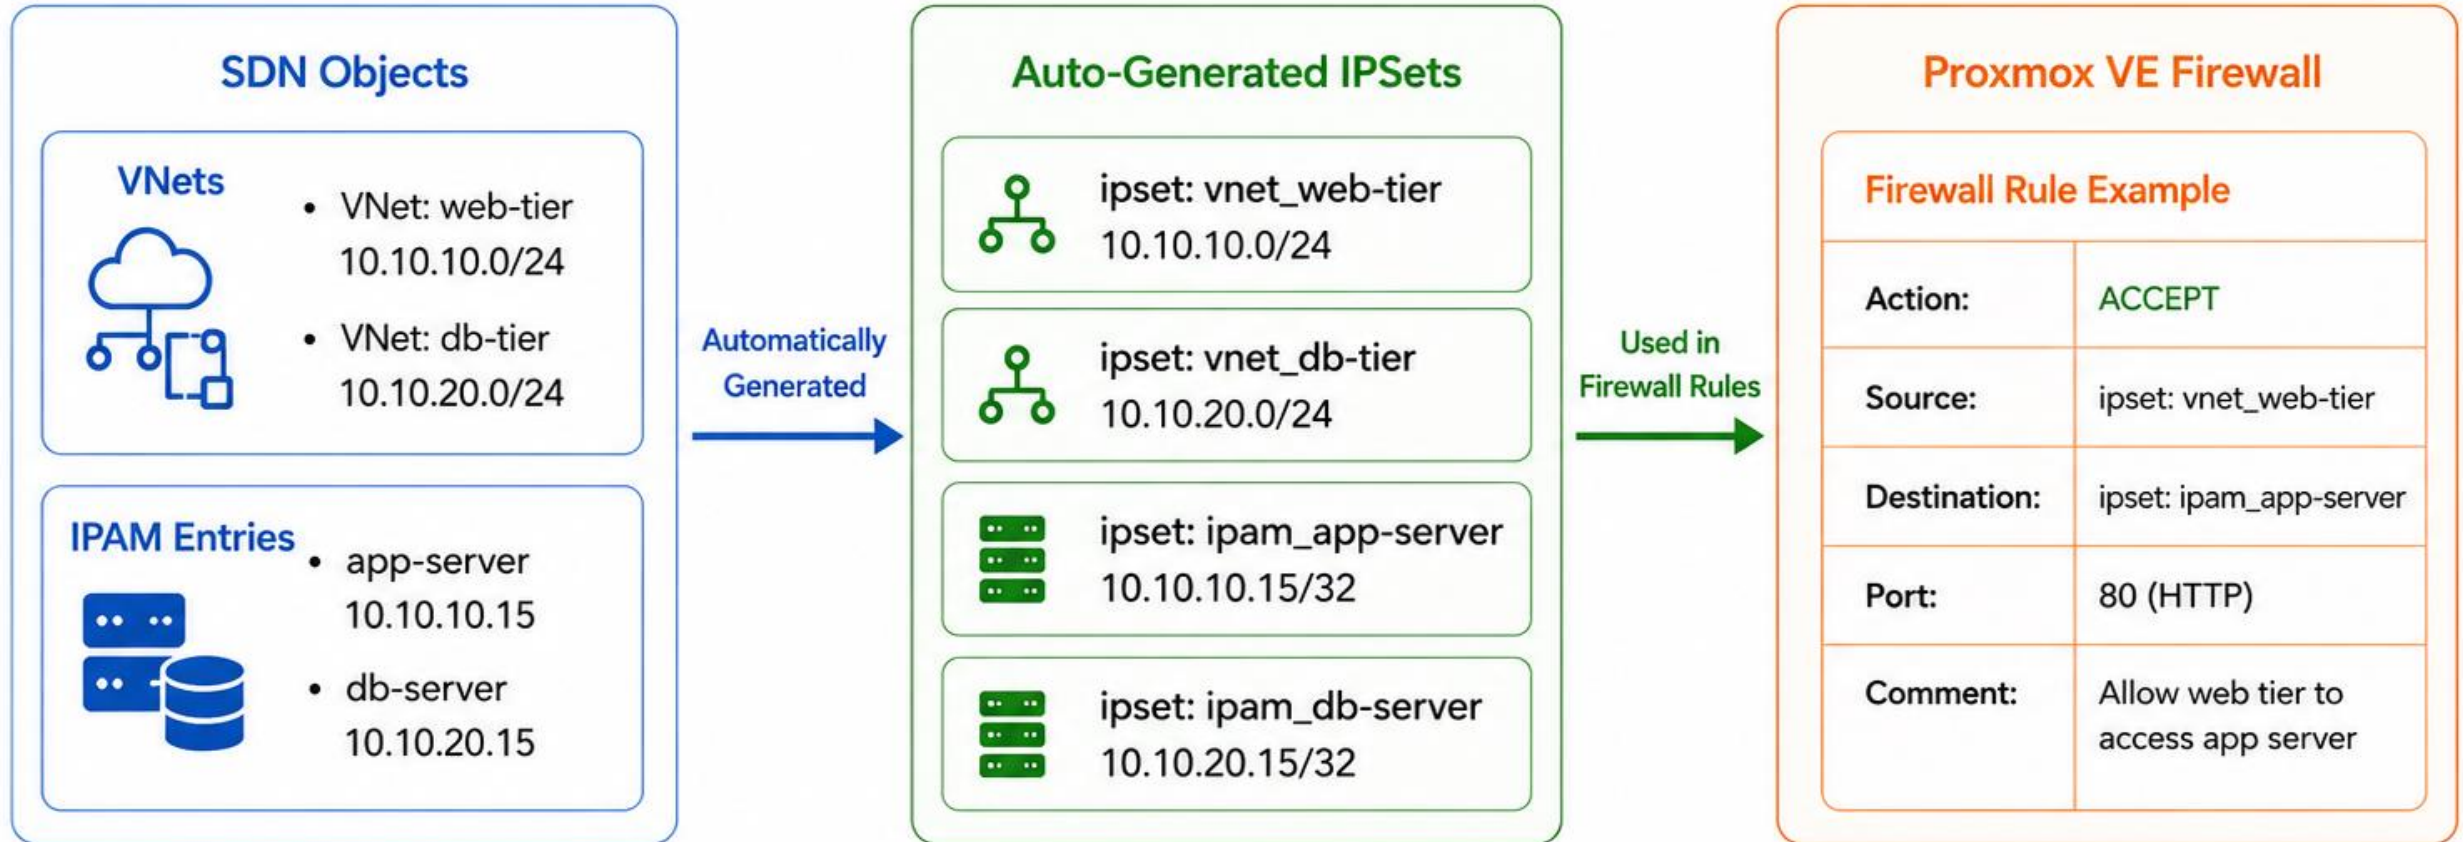 SDN Objects
VNets
• VNet: web-tier
10.10.10.0/24
• VNet: db-tier
10.10.20.0/24
IPAM Entries
• app-server
10.10.10.15
• db-server
10.10.20.15
Automatically
Generated
Auto-Generated IPSets
ipset: vnet_web-tier
10.10.10.0/24
ipset: vnet_db-tier
10.10.20.0/24
ipset: ipam_app-server
10.10.10.15/32
ipset: ipam_db-server
10.10.20.15/32
Used in
Firewall Rules
Proxmox VE Firewall
Firewall Rule Example
Action: ACCEPT
Source: ipset: vnet_web-tier
Destination: ipset: ipam_app-server
Port: 80 (HTTP)
Comment: Allow web tier to
access app server